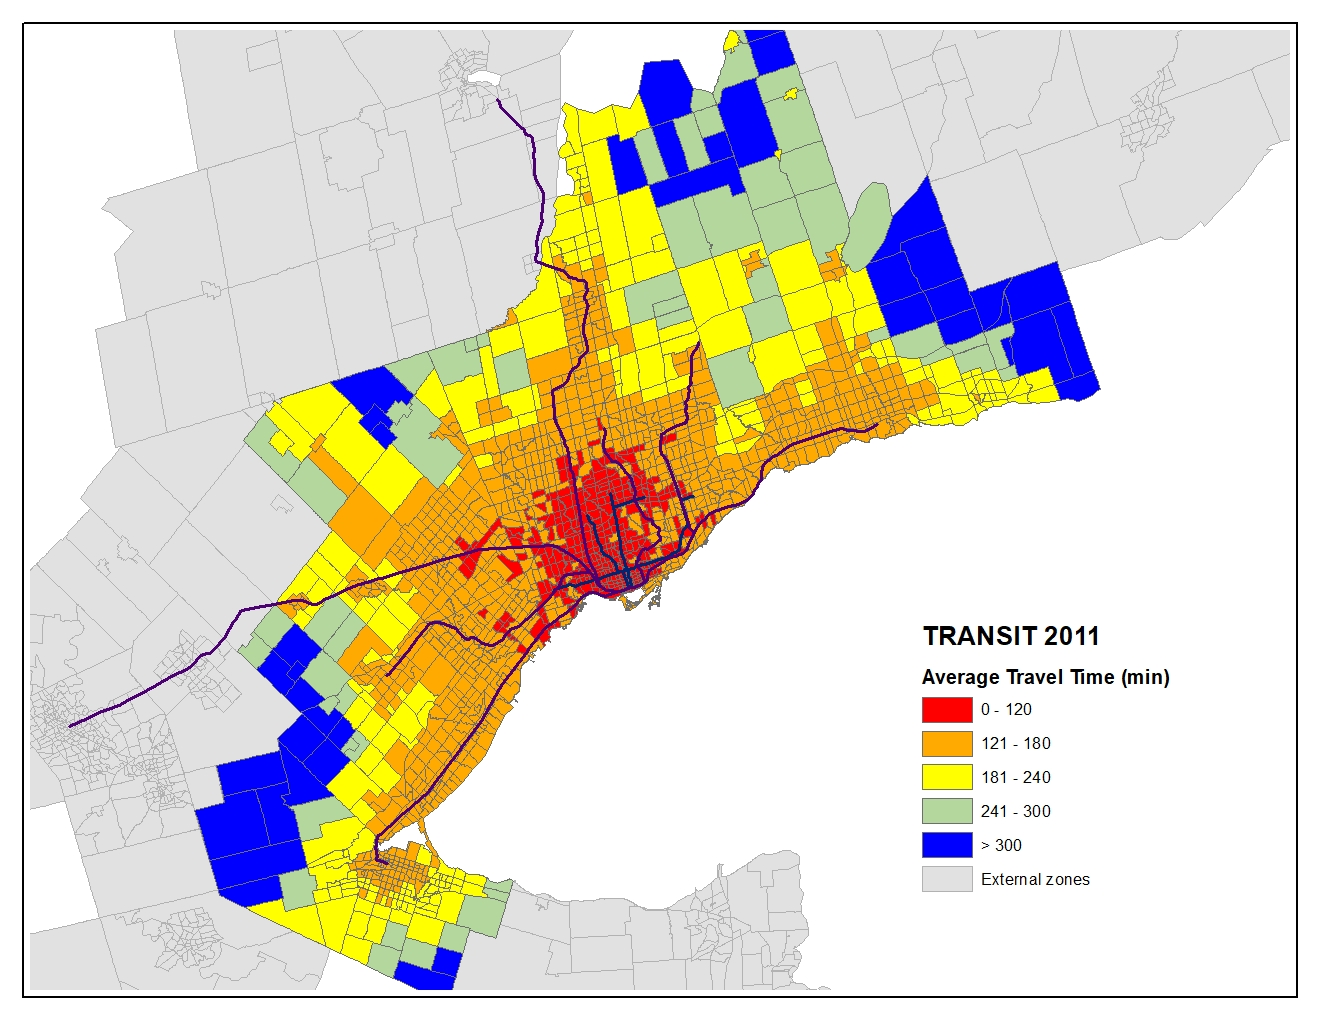 TRANSIT 2011
Average Travel Time (min)
0 - 120
121 - 180
181 - 240
241 - 300
> 300
External zones